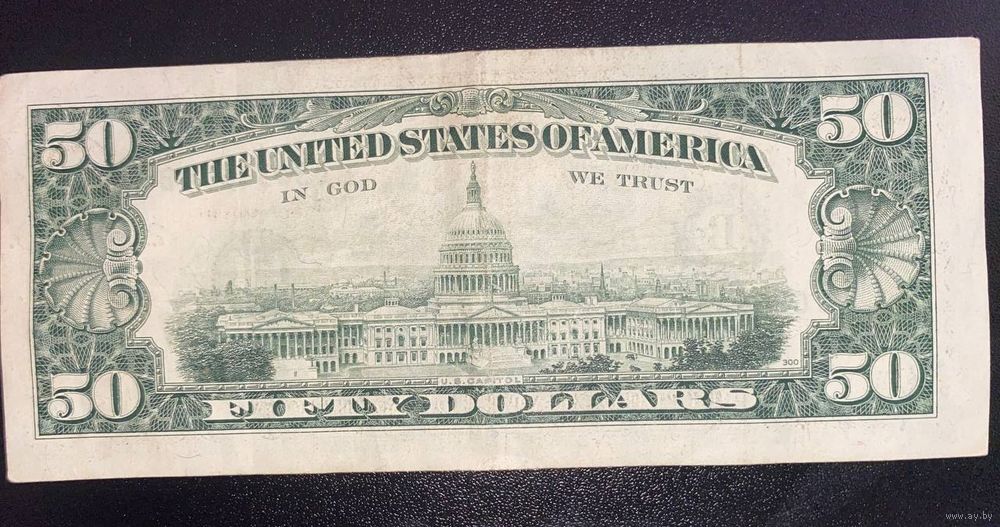 50 50
THE UNITED STATES OF AMERICA
IN GOD WE TRUST
300
U.S. CAPITOL
50 50
FIFTY DOLLARS
www.ay.by